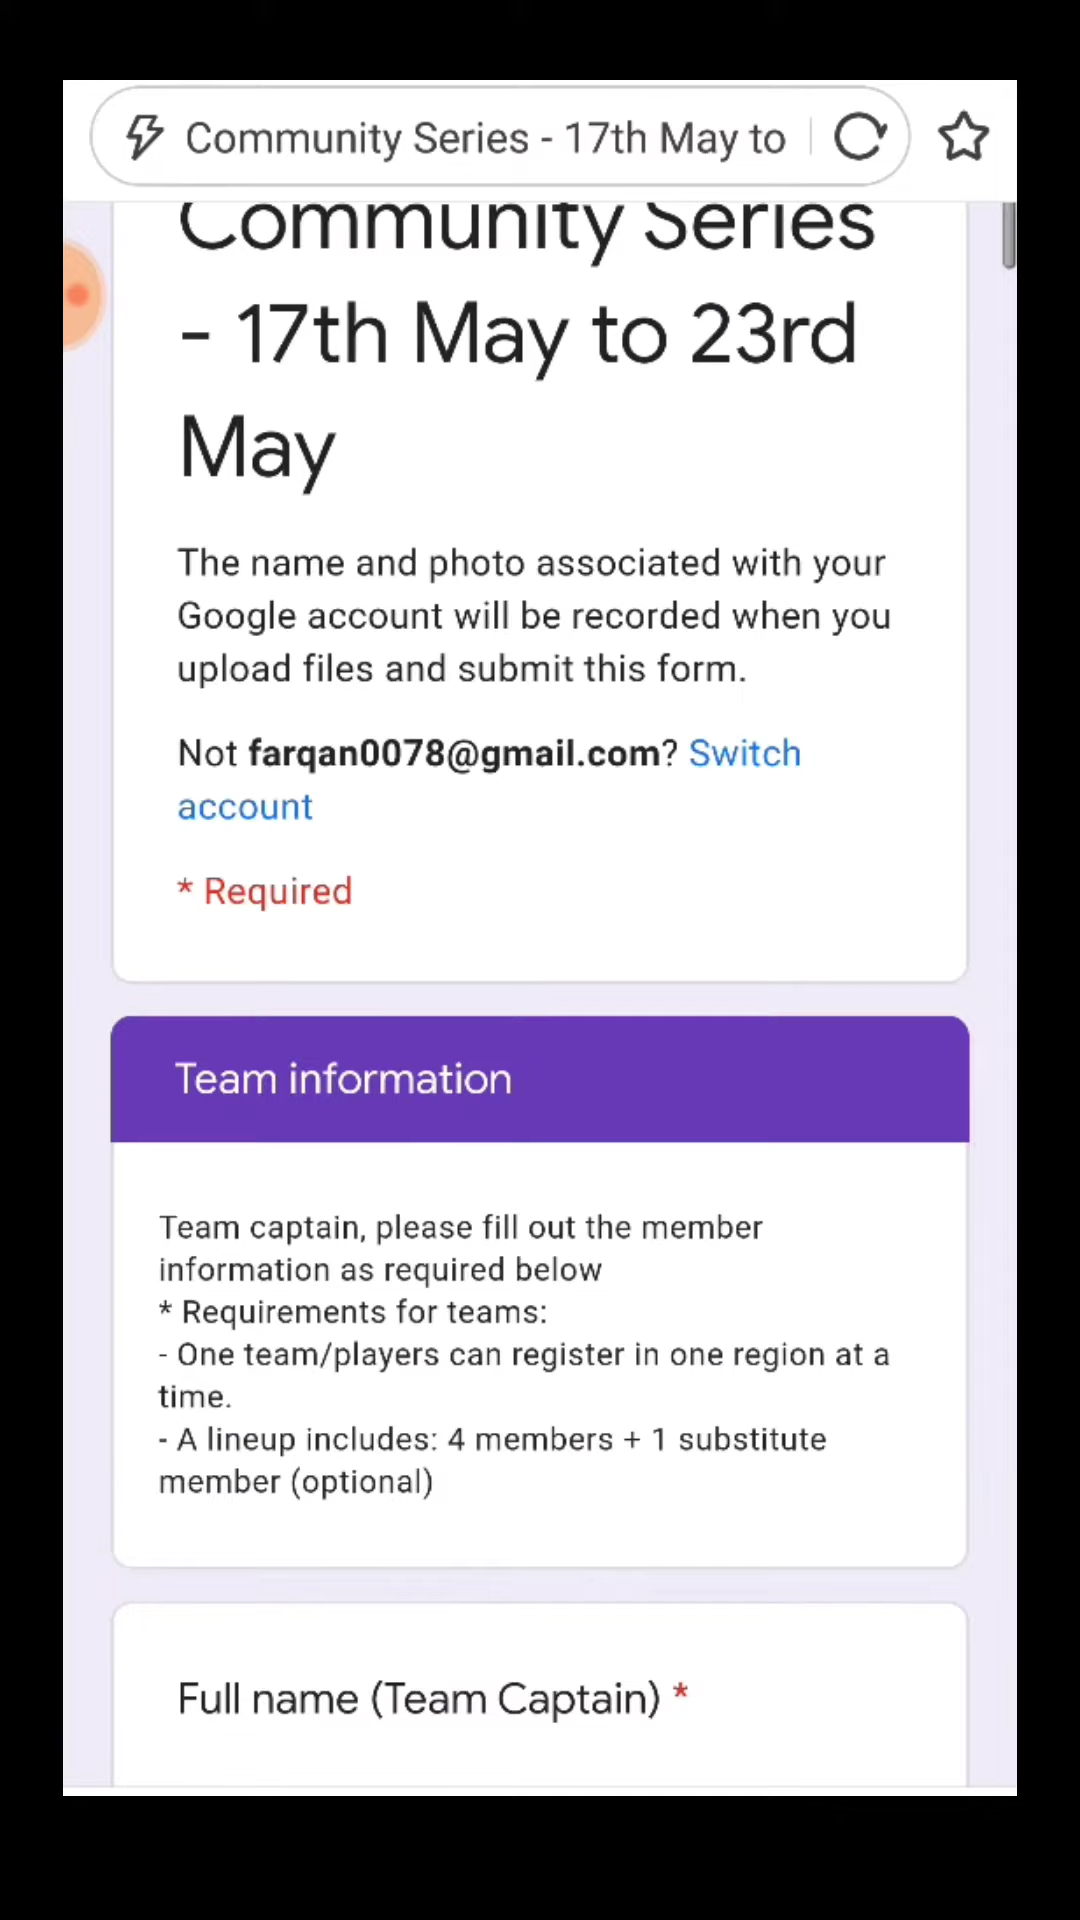 Community Series - 17th May to
Community Series
- 17th May to 23rd
May
The name and photo associated with your
Google account will be recorded when you
upload files and submit this form.
Not farqan0078@gmail.com? Switch
account
* Required
Team information
Team captain, please fill out the member
information as required below
* Requirements for teams:
- One team/players can register in one region at a
time.
- A lineup includes: 4 members + 1 substitute
member (optional)
Full name (Team Captain) *